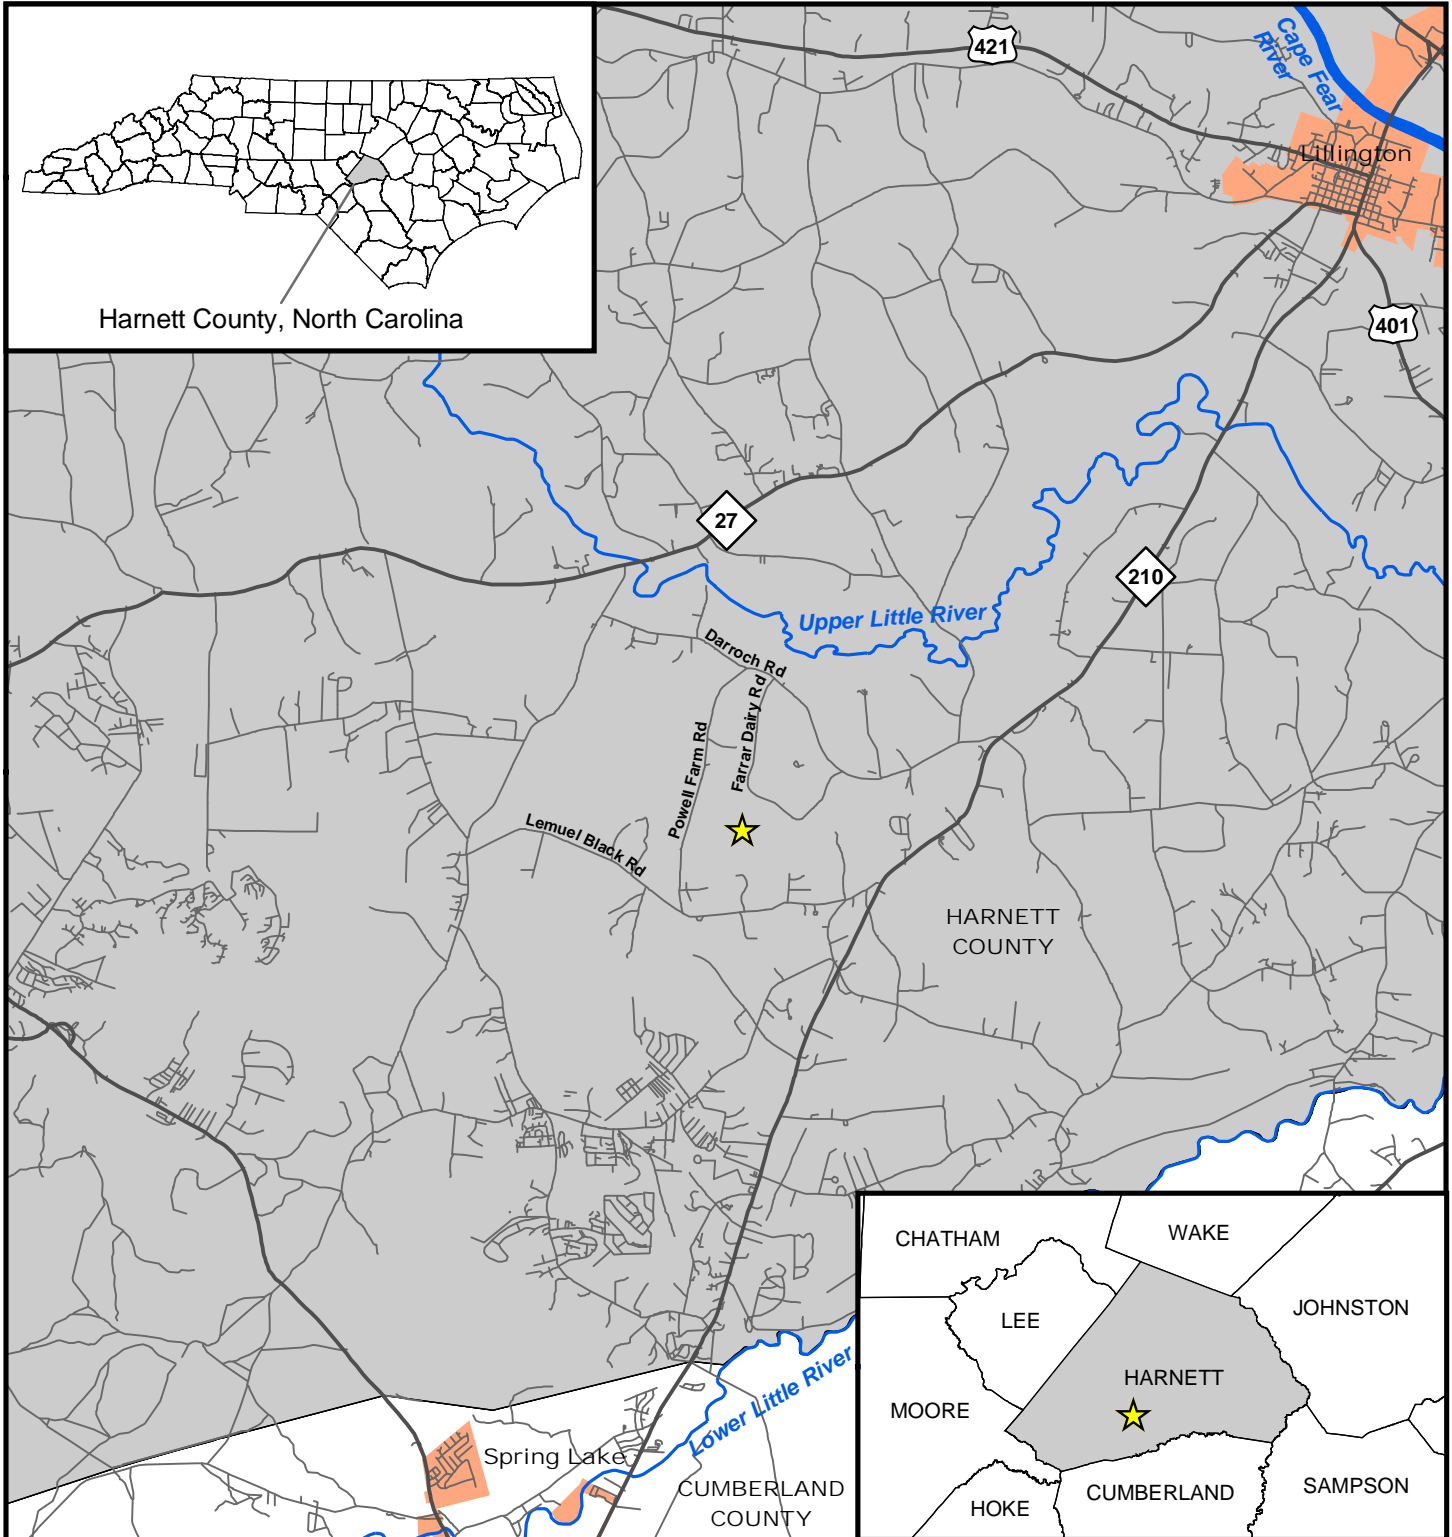 421
Cape Fear
River
Lillington
Harnett County, North Carolina
401
27
210
Upper Little River
Darroch Rd
Farrar Dairy Rd
Powell Farm Rd
Lemuel Black Rd
HARNETT
COUNTY
CHATHAM
WAKE
LEE
JOHNSTON
HARNETT
MOORE
Lower Little River
Spring Lake
CUMBERLAND
COUNTY
HOKE
CUMBERLAND
SAMPSON